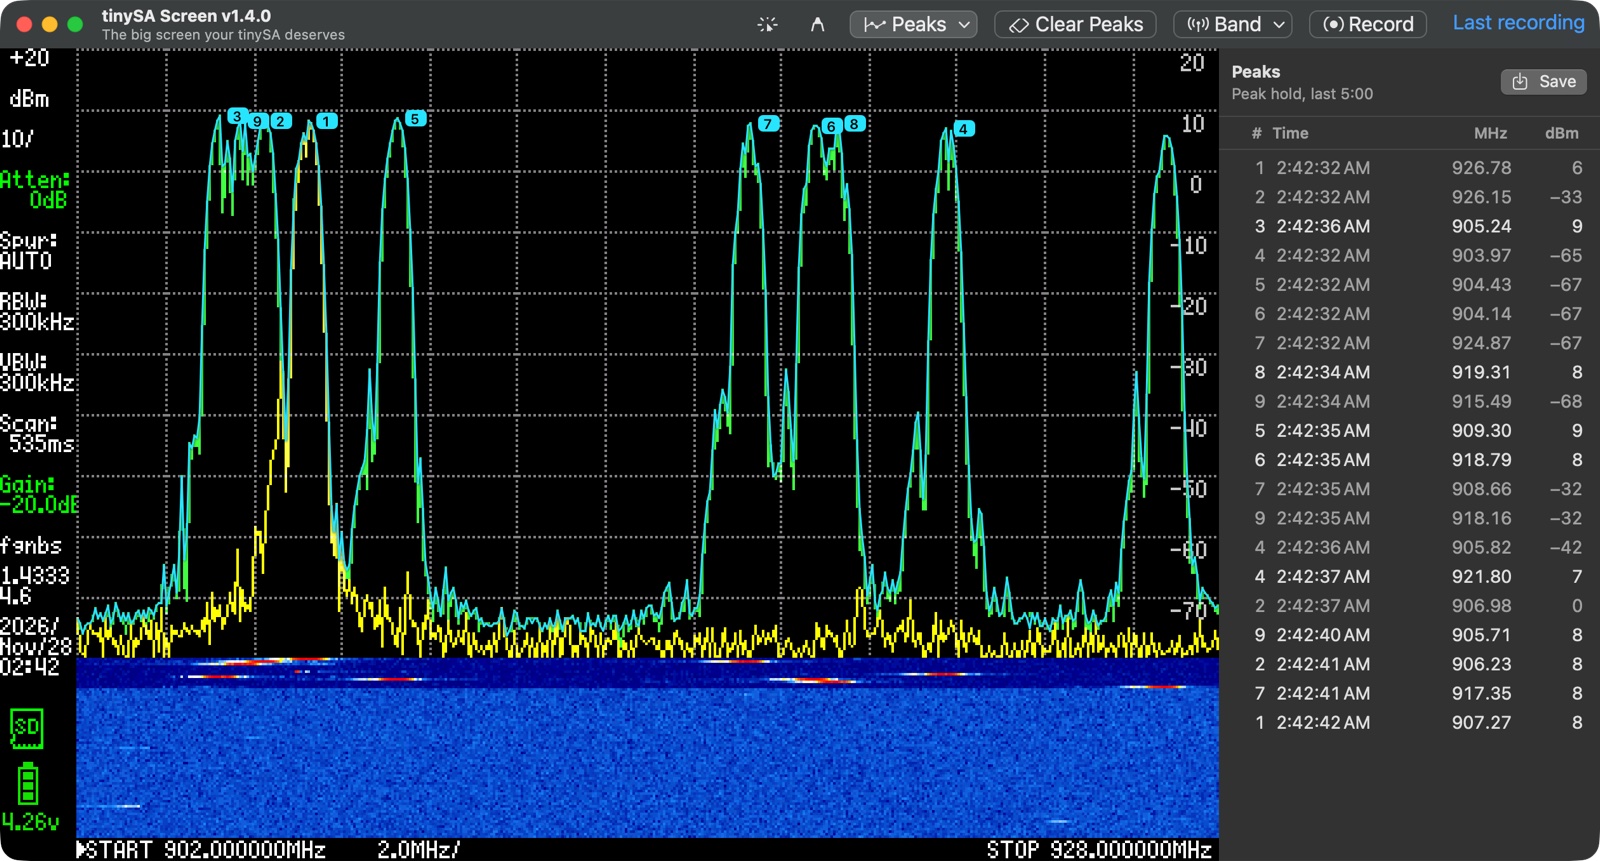 tinySA Screen v1.4.0
The big screen your tinySA deserves
Peaks
Clear Peaks
Band
Record
Last recording
+20
dBm
10/
Atten:
0dB
Spur:
AUTO
RBW:
300kHz
VBW:
300kHz
Scan:
535ms
Gain:
-20.0dB
1.4333
4.6
2026/
Nov/28
02:42
SD
4.26v
20
10
0
-10
-20
-30
-40
-50
-60
-70
3
9
2
1
5
7
6
8
4
START 902.000000MHz
2.0MHz/
STOP 928.000000MHz
Peaks
Peak hold, last 5:00
Save
# Time MHz dBm
1 2:42:32 AM 926.78 6
2 2:42:32 AM 926.15 −33
3 2:42:36 AM 905.24 9
4 2:42:32 AM 903.97 −65
5 2:42:32 AM 904.43 −67
6 2:42:32 AM 904.14 −67
7 2:42:32 AM 924.87 −67
8 2:42:34 AM 919.31 8
9 2:42:34 AM 915.49 −68
5 2:42:35 AM 909.30 9
6 2:42:35 AM 918.79 8
7 2:42:35 AM 908.66 −32
9 2:42:35 AM 918.16 −32
4 2:42:36 AM 905.82 −42
4 2:42:37 AM 921.80 7
2 2:42:37 AM 906.98 0
9 2:42:40 AM 905.71 8
2 2:42:41 AM 906.23 8
7 2:42:41 AM 917.35 8
1 2:42:42 AM 907.27 8